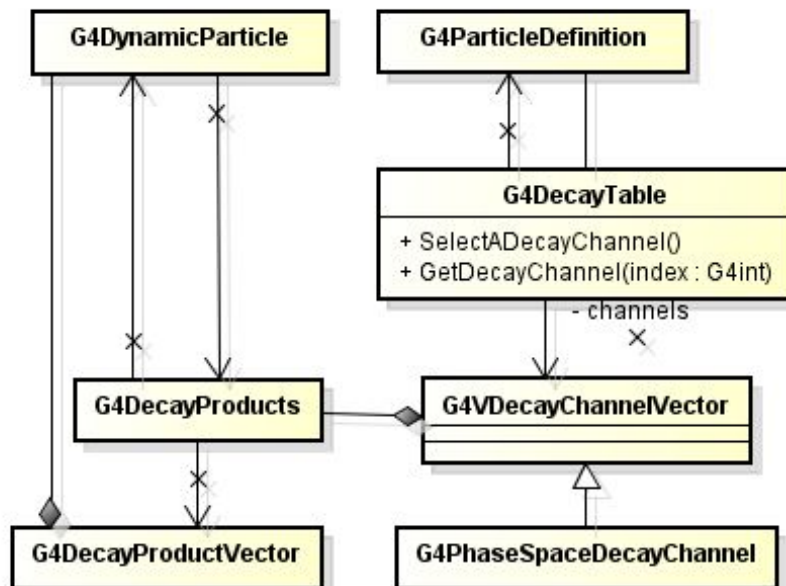 G4DynamicParticle
G4ParticleDefinition
G4DecayTable
+ SelectADecayChannel()
+ GetDecayChannel(index : G4int)
- channels
G4DecayProducts
G4VDecayChannelVector
G4DecayProductVector
G4PhaseSpaceDecayChannel